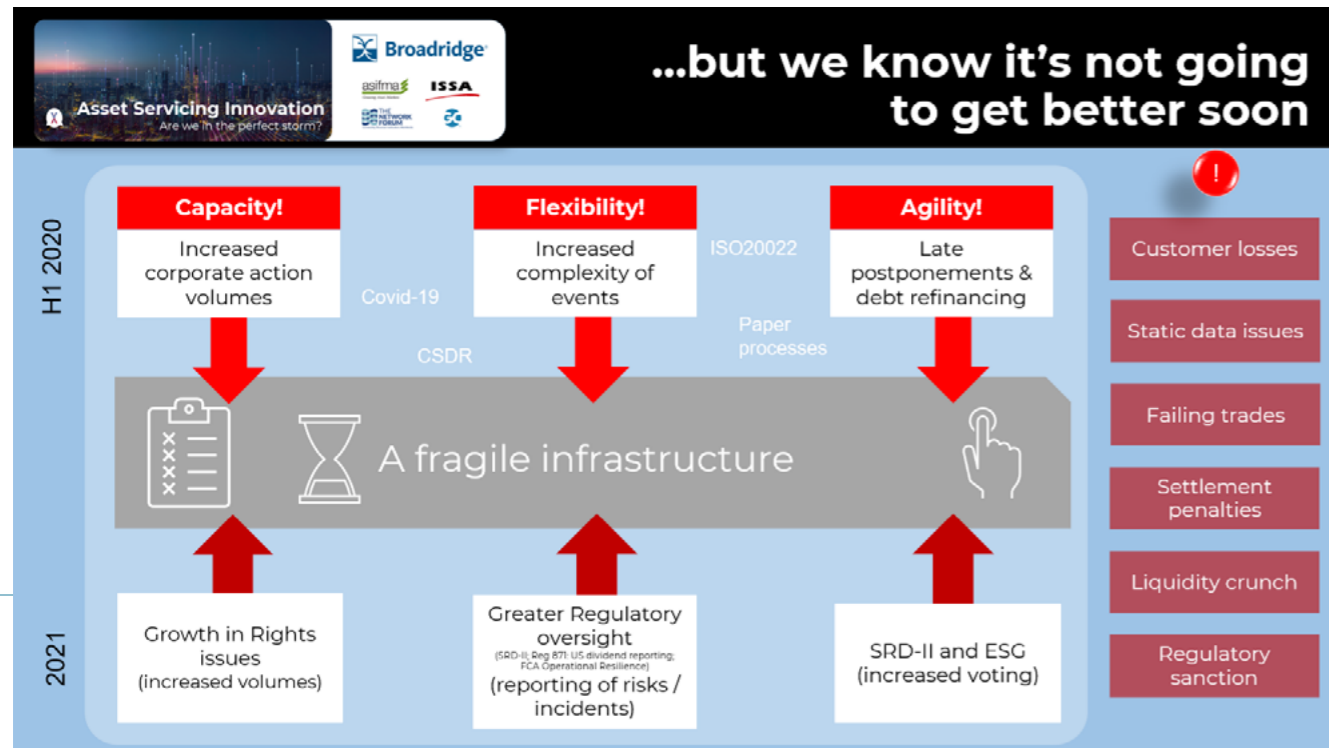 Broadridge
asifma
ISSA
THE
NETWORK
FORUM
Asset Servicing Innovation
Are we in the perfect storm?
...but we know it's not going
to get better soon
H1 2020
Capacity!
Increased
corporate action
volumes
Flexibility!
Increased
complexity of
events
Agility!
Late
postponements &
debt refinancing
Covid-19
CSDR
ISO20022
Paper
processes
A fragile infrastructure
2021
Growth in Rights
issues
(increased volumes)
Greater Regulatory
oversight
(SRD-II; Reg 871: US dividend reporting;
FCA Operational Resilience)
(reporting of risks /
incidents)
SRD-II and ESG
(increased voting)
!
Customer losses
Static data issues
Failing trades
Settlement
penalties
Liquidity crunch
Regulatory
sanction